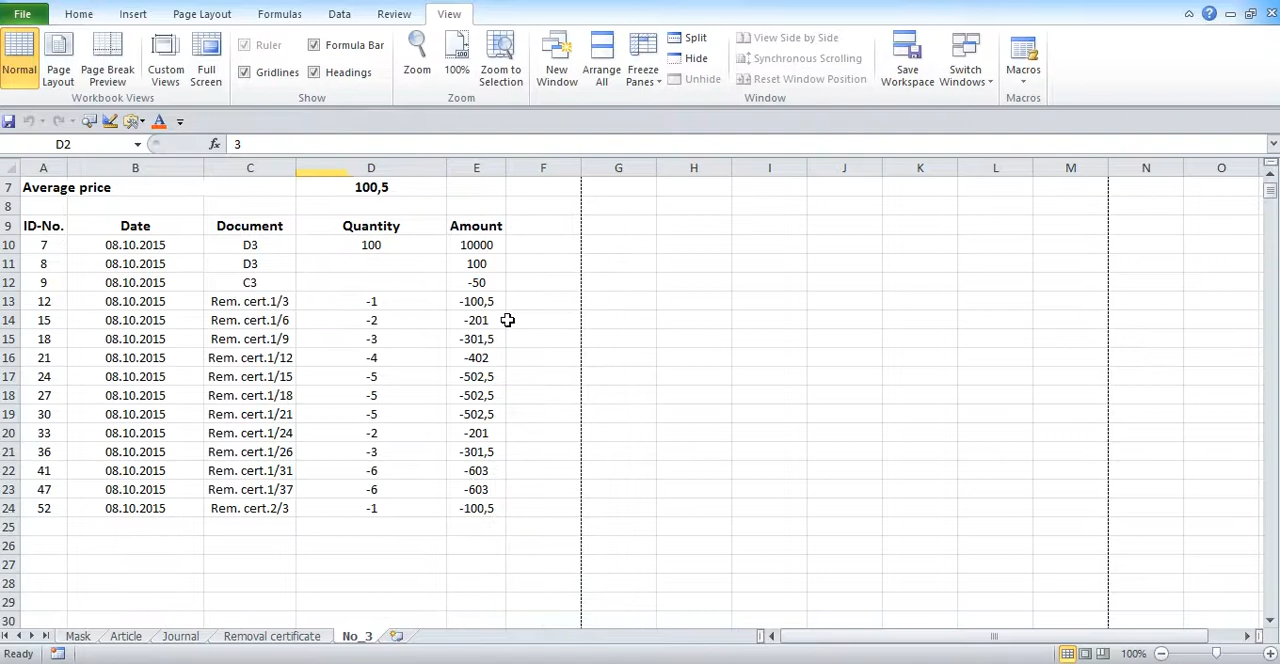 File Home Insert Page Layout Formulas Data Review View
Normal Page Layout Page Break Preview Custom Views Full Screen
Workbook Views
Ruler Formula Bar
Gridlines Headings
Show
Zoom 100% Zoom to Selection
Zoom
New Window Arrange All Freeze Panes Split Hide Unhide
View Side by Side
Synchronous Scrolling
Reset Window Position
Window
Save Workspace Switch Windows
Macros
Macros
D2 fx 3
A B C D E F G H I J K L M N O
7 Average price 100,5
8
9 ID-No. Date Document Quantity Amount
10 7 08.10.2015 D3 100 10000
11 8 08.10.2015 D3 100
12 9 08.10.2015 C3 -50
13 12 08.10.2015 Rem. cert.1/3 -1 -100,5
14 15 08.10.2015 Rem. cert.1/6 -2 -201
15 18 08.10.2015 Rem. cert.1/9 -3 -301,5
16 21 08.10.2015 Rem. cert.1/12 -4 -402
17 24 08.10.2015 Rem. cert.1/15 -5 -502,5
18 27 08.10.2015 Rem. cert.1/18 -5 -502,5
19 30 08.10.2015 Rem. cert.1/21 -5 -502,5
20 33 08.10.2015 Rem. cert.1/24 -2 -201
21 36 08.10.2015 Rem. cert.1/26 -3 -301,5
22 41 08.10.2015 Rem. cert.1/31 -6 -603
23 47 08.10.2015 Rem. cert.1/37 -6 -603
24 52 08.10.2015 Rem. cert.2/3 -1 -100,5
25
26
27
28
29
30
Mask Article Journal Removal certificate No_3
Ready 100%